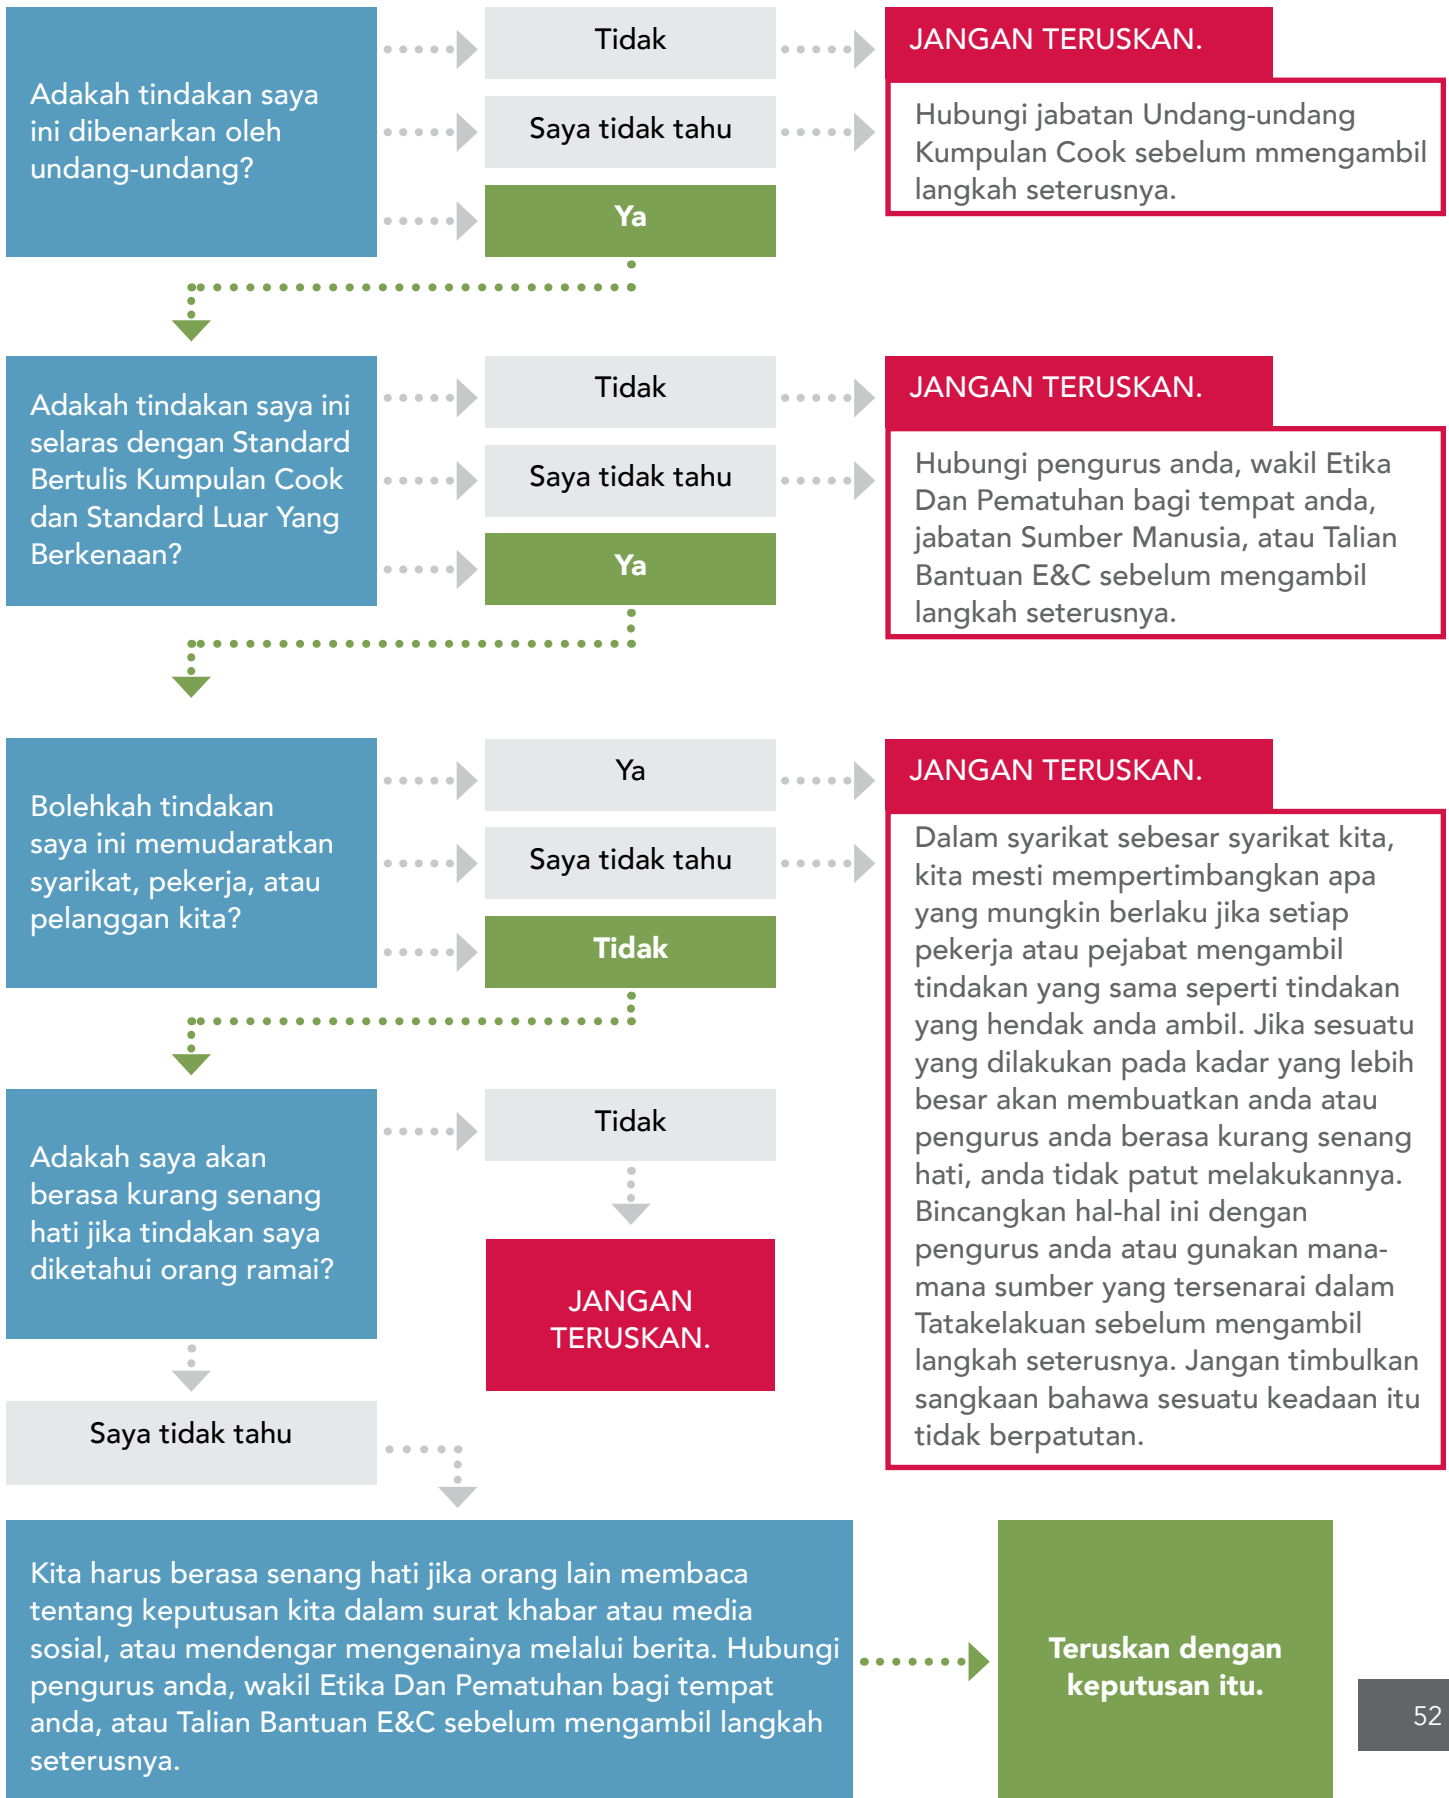 Adakah tindakan saya
ini dibenarkan oleh
undang-undang?
Tidak
Saya tidak tahu
Ya
JANGAN TERUSKAN.
Hubungi jabatan Undang-undang
Kumpulan Cook sebelum mmengambil
langkah seterusnya.
Adakah tindakan saya ini
selaras dengan Standard
Bertulis Kumpulan Cook
dan Standard Luar Yang
Berkenaan?
Tidak
Saya tidak tahu
Ya
JANGAN TERUSKAN.
Hubungi pengurus anda, wakil Etika
Dan Pematuhan bagi tempat anda,
jabatan Sumber Manusia, atau Talian
Bantuan E&C sebelum mengambil
langkah seterusnya.
Bolehkah tindakan
saya ini memudaratkan
syarikat, pekerja, atau
pelanggan kita?
Ya
Saya tidak tahu
Tidak
JANGAN TERUSKAN.
Dalam syarikat sebesar syarikat kita,
kita mesti mempertimbangkan apa
yang mungkin berlaku jika setiap
pekerja atau pejabat mengambil
tindakan yang sama seperti tindakan
yang hendak anda ambil. Jika sesuatu
yang dilakukan pada kadar yang lebih
besar akan membuatkan anda atau
pengurus anda berasa kurang senang
hati, anda tidak patut melakukannya.
Bincangkan hal-hal ini dengan
pengurus anda atau gunakan mana-
mana sumber yang tersenarai dalam
Tatakelakuan sebelum mengambil
langkah seterusnya. Jangan timbulkan
sangkaan bahawa sesuatu keadaan itu
tidak berpatutan.
Adakah saya akan
berasa kurang senang
hati jika tindakan saya
diketahui orang ramai?
Tidak
JANGAN
TERUSKAN.
Saya tidak tahu
Kita harus berasa senang hati jika orang lain membaca
tentang keputusan kita dalam surat khabar atau media
sosial, atau mendengar mengenainya melalui berita. Hubungi
pengurus anda, wakil Etika Dan Pematuhan bagi tempat
anda, atau Talian Bantuan E&C sebelum mengambil langkah
seterusnya.
Teruskan dengan
keputusan itu.
52